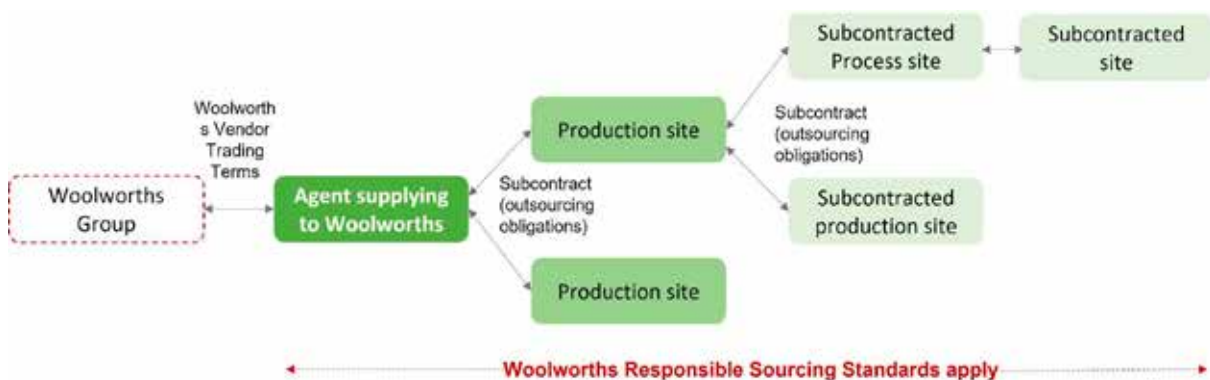 Woolworth
s Vendor
Trading
Terms
Woolworths
Group
Agent supplying
to Woolworths
Subcontract
(outsourcing
obligations)
Production site
Production site
Subcontract
(outsourcing
obligations)
Subcontracted
Process site
Subcontracted
site
Subcontracted
production site
Woolworths Responsible Sourcing Standards apply